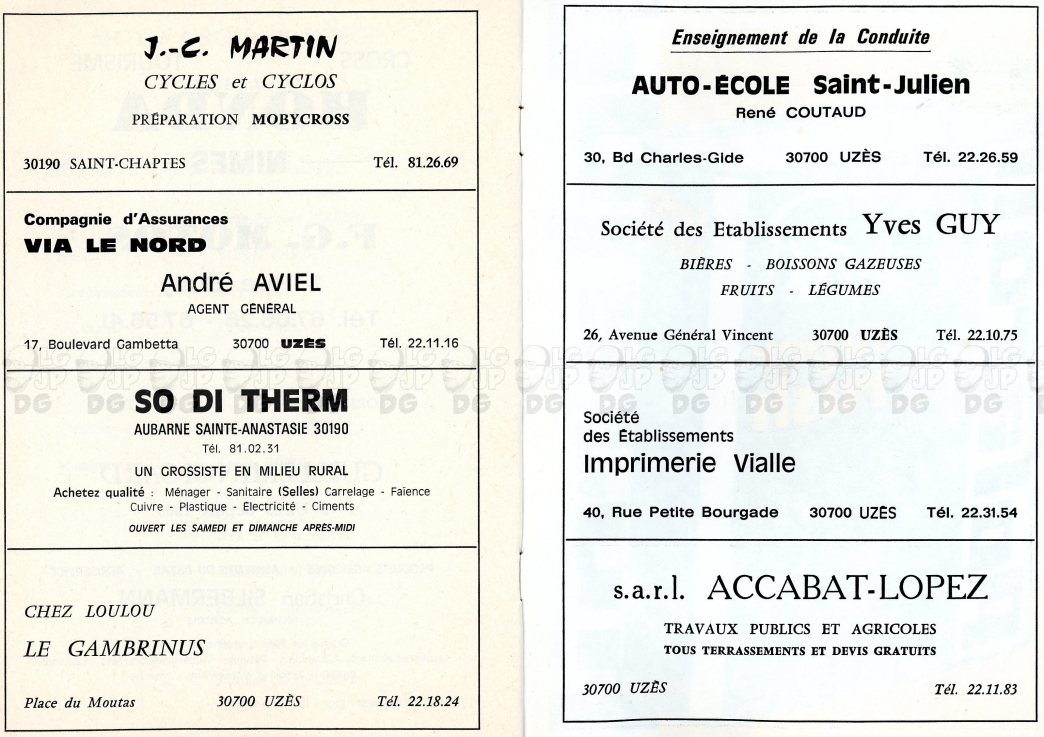 J.-C. MARTIN
CYCLES et CYCLOS
PRÉPARATION MOBYCROSS
30190 SAINT-CHAPTES Tél. 81.26.69
Compagnie d'Assurances
VIA LE NORD
André AVIEL
AGENT GÉNÉRAL
17, Boulevard Gambetta 30700 UZÈS Tél. 22.11.16
SO DI THERM
AUBARNE SAINTE-ANASTASIE 30190
Tél. 81.02.31
UN GROSSISTE EN MILIEU RURAL
Achetez qualité : Ménager - Sanitaire (Selles) Carrelage - Faïence
Cuivre - Plastique - Electricité - Ciments
OUVERT LES SAMEDI ET DIMANCHE APRÈS-MIDI
CHEZ LOULOU
LE GAMBRINUS
Place du Moutas 30700 UZÈS Tél. 22.18.24
Enseignement de la Conduite
AUTO-ÉCOLE Saint-Julien
René COUTAUD
30, Bd Charles-Gide 30700 UZÈS Tél. 22.26.59
Société des Etablissements Yves GUY
BIÈRES - BOISSONS GAZEUSES
FRUITS - LÉGUMES
26, Avenue Général Vincent 30700 UZÈS Tél. 22.10.75
Société
des Établissements
Imprimerie Vialle
40, Rue Petite Bourgade 30700 UZÈS Tél. 22.31.54
s.a.r.l. ACCABAT-LOPEZ
TRAVAUX PUBLICS ET AGRICOLES
TOUS TERRASSEMENTS ET DEVIS GRATUITS
30700 UZÈS Tél. 22.11.83